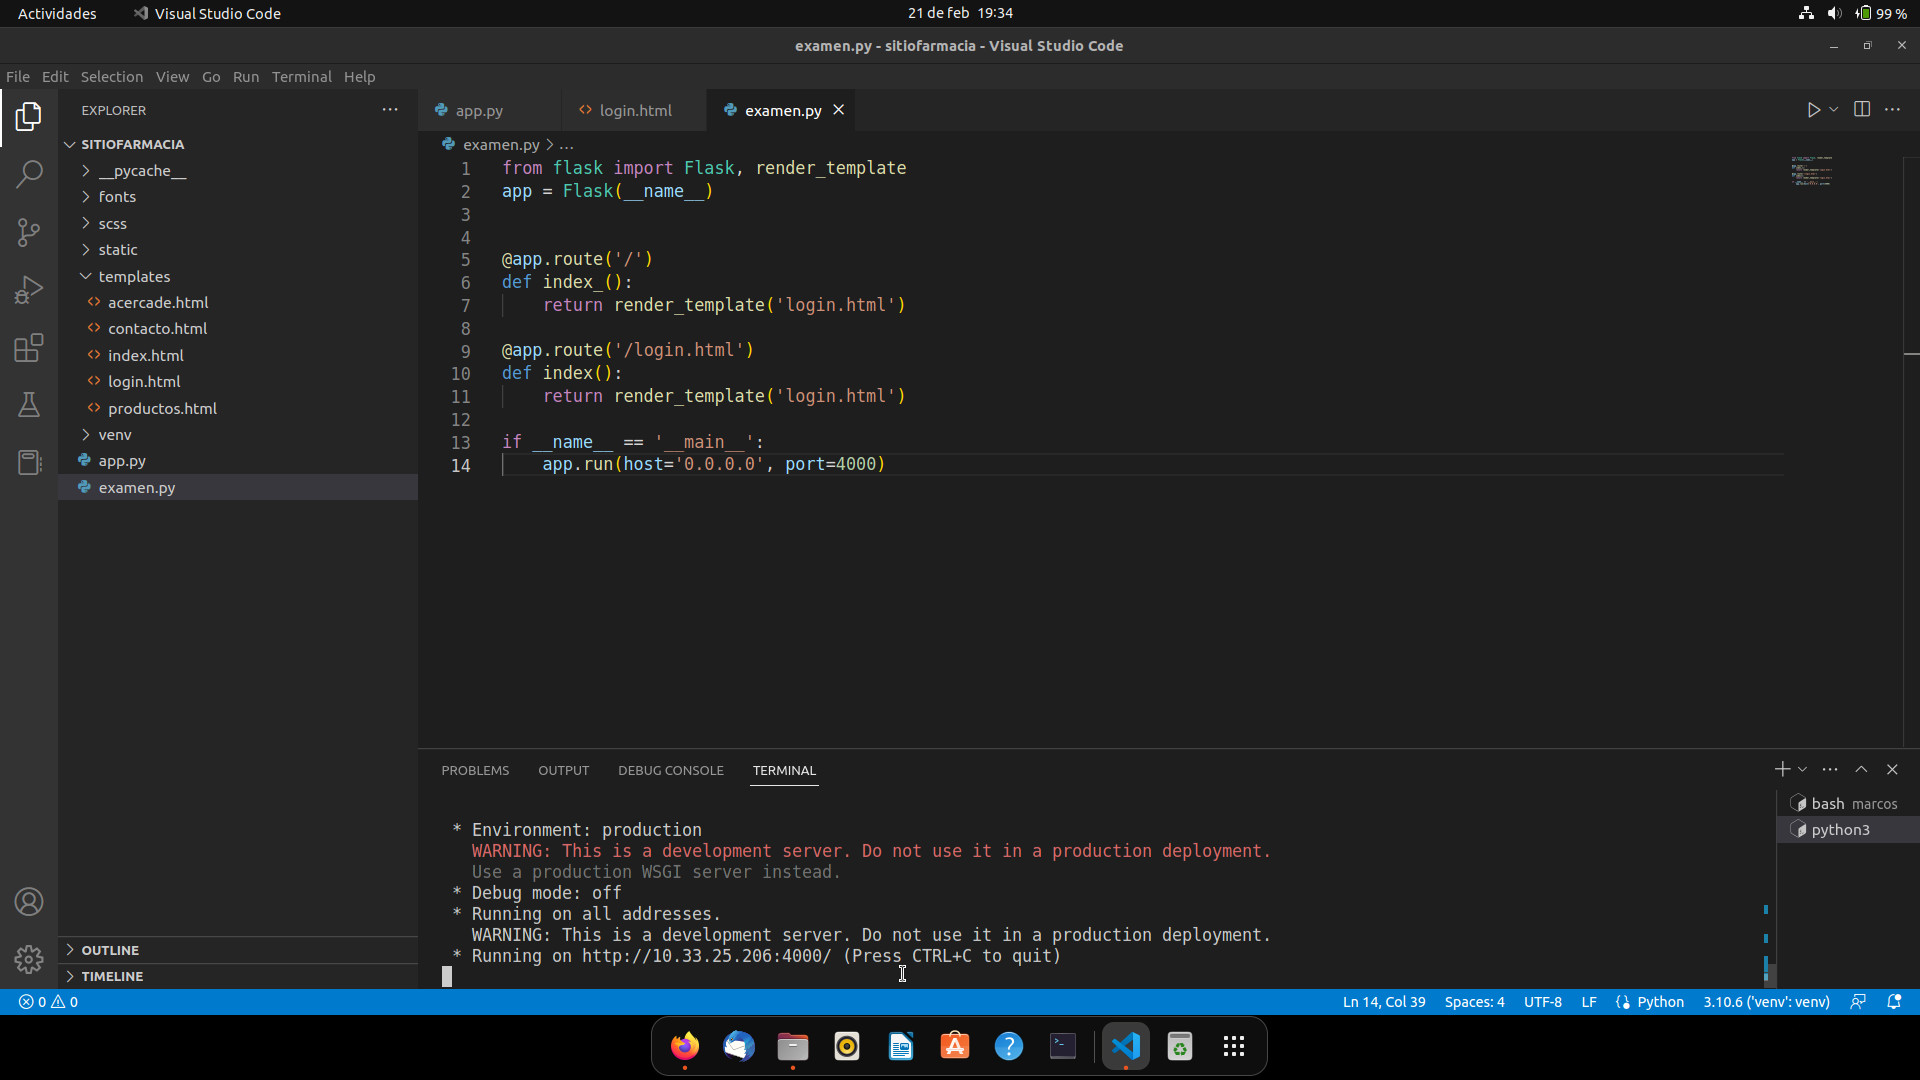 Actividades
Visual Studio Code
21 de feb 19:34
99 %
examen.py - sitiofarmacia - Visual Studio Code
File Edit Selection View Go Run Terminal Help
EXPLORER
SITIOFARMACIA
__pycache__
fonts
scss
static
templates
acercade.html
contacto.html
index.html
login.html
productos.html
venv
app.py
examen.py
OUTLINE
TIMELINE
app.py
login.html
examen.py
examen.py > ...
1 from flask import Flask, render_template
2 app = Flask(__name__)
3
4
5 @app.route('/')
6 def index_():
7 return render_template('login.html')
8
9 @app.route('/login.html')
10 def index():
11 return render_template('login.html')
12
13 if __name__ == '__main__':
14 app.run(host='0.0.0.0', port=4000)
PROBLEMS OUTPUT DEBUG CONSOLE TERMINAL
* Environment: production
WARNING: This is a development server. Do not use it in a production deployment.
Use a production WSGI server instead.
* Debug mode: off
* Running on all addresses.
WARNING: This is a development server. Do not use it in a production deployment.
* Running on http://10.33.25.206:4000/ (Press CTRL+C to quit)
bash marcos
python3
0 0
Ln 14, Col 39 Spaces: 4 UTF-8 LF Python 3.10.6 ('venv': venv)